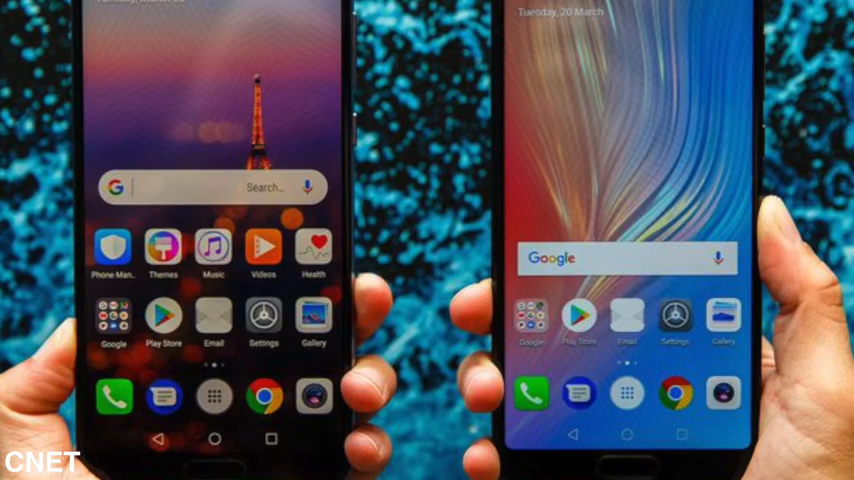 Tuesday, 20 March
Search...
Google
Phone Man..
Themes
Music
Videos
Health
Google
Play Store
Email
Settings
Gallery
Google
Play Store
Email
Settings
Gallery
CNET